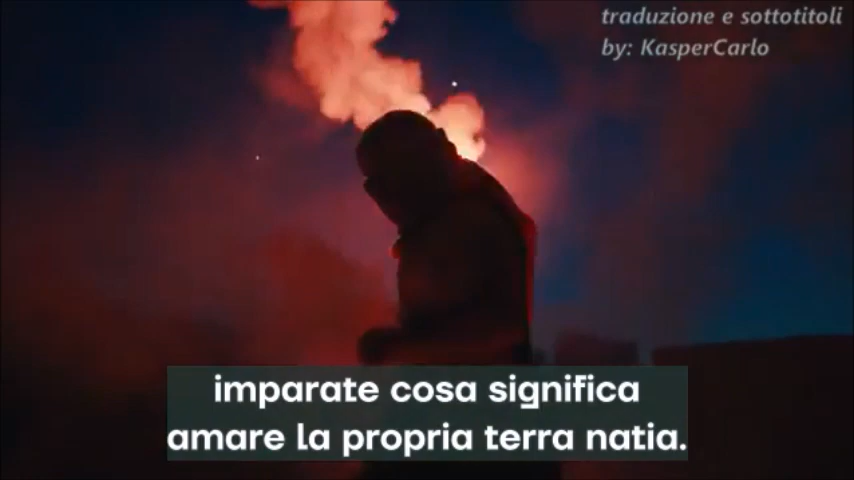 traduzione e sottotitoli
by: KasperCarlo
imparate cosa significa
amare la propria terra natia.